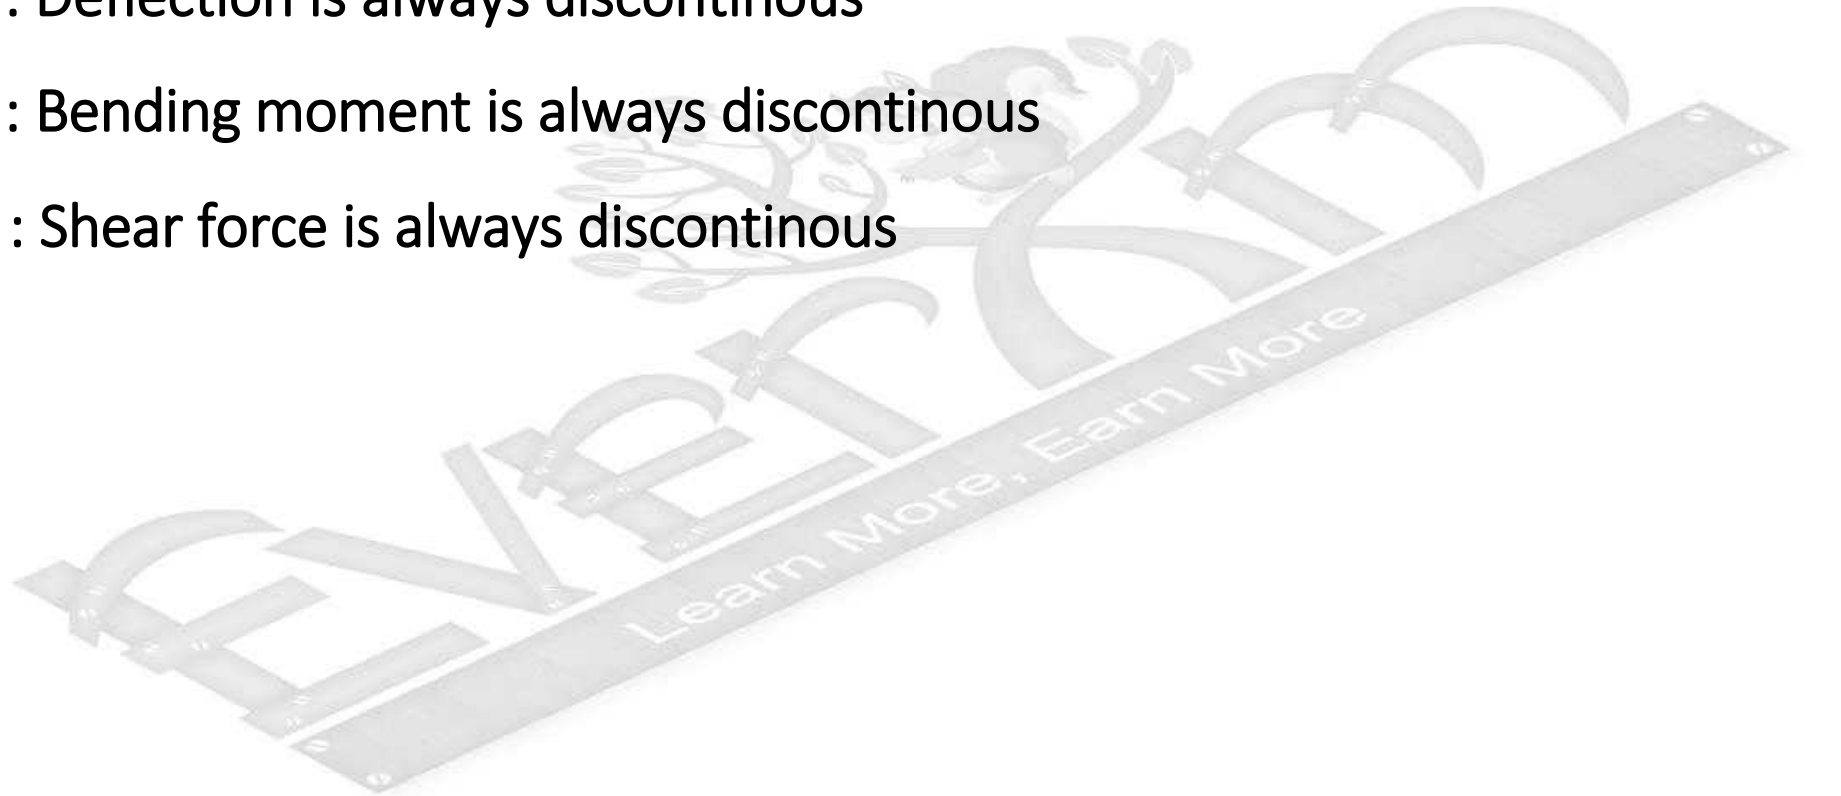 : Deflection is always discontinous
: Bending moment is always discontinous
: Shear force is always discontinous
Learn More, Earn More